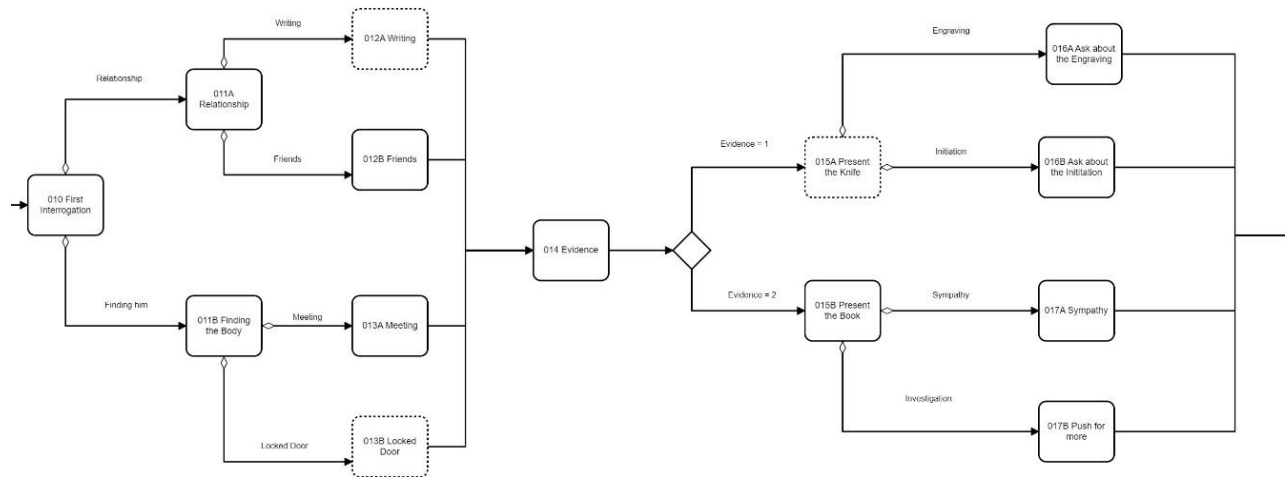 Writing
012A Writing
Relationship
011A
Relationship
Friends
012B Friends
010 First
Interrogation
Finding him
011B Finding
the Body
Meeting
013A Meeting
Locked Door
013B Locked
Door
014 Evidence
Evidence = 1
015A Present
the Knife
Engraving
016A Ask about
the Engraving
Initiation
016B Ask about
the Inititation
Evidence = 2
015B Present
the Book
Sympathy
017A Sympathy
Investigation
017B Push for
more